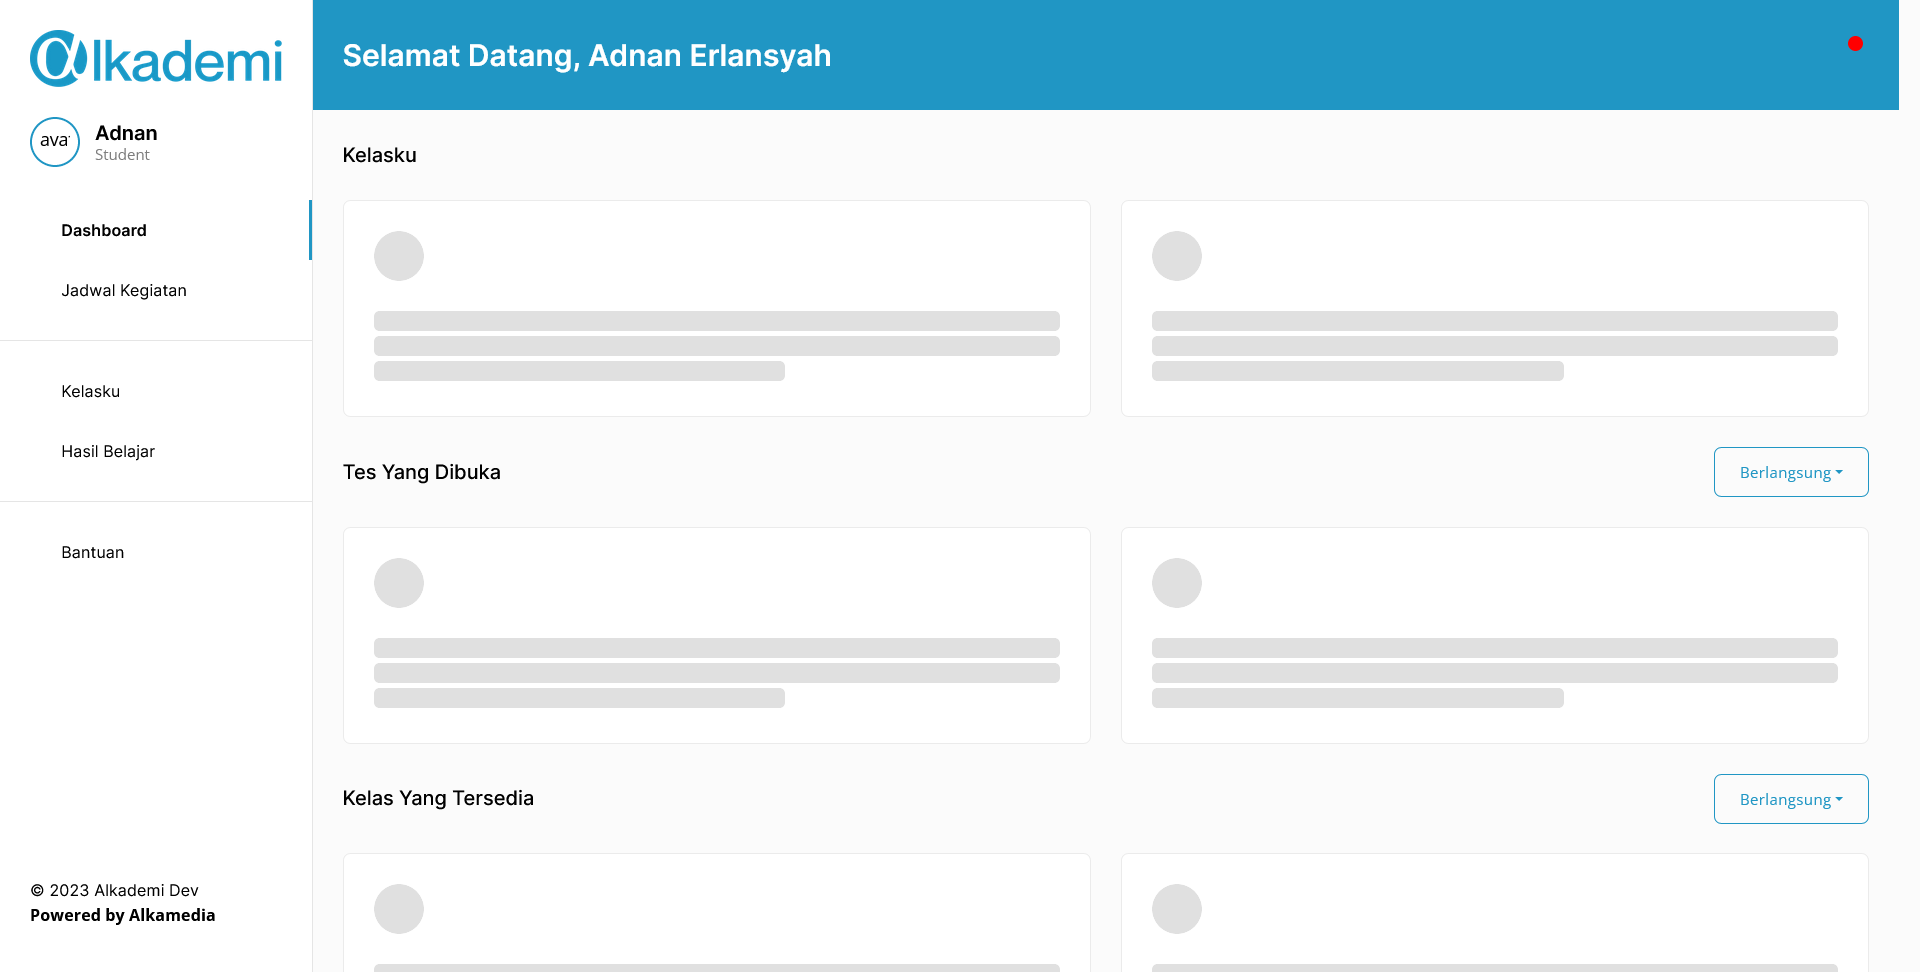 Alkademi
ava
Adnan
Student
Dashboard
Jadwal Kegiatan
Kelasku
Hasil Belajar
Bantuan
© 2023 Alkademi Dev
Powered by Alkamedia
Selamat Datang, Adnan Erlansyah
Kelasku
Tes Yang Dibuka
Berlangsung
Kelas Yang Tersedia
Berlangsung